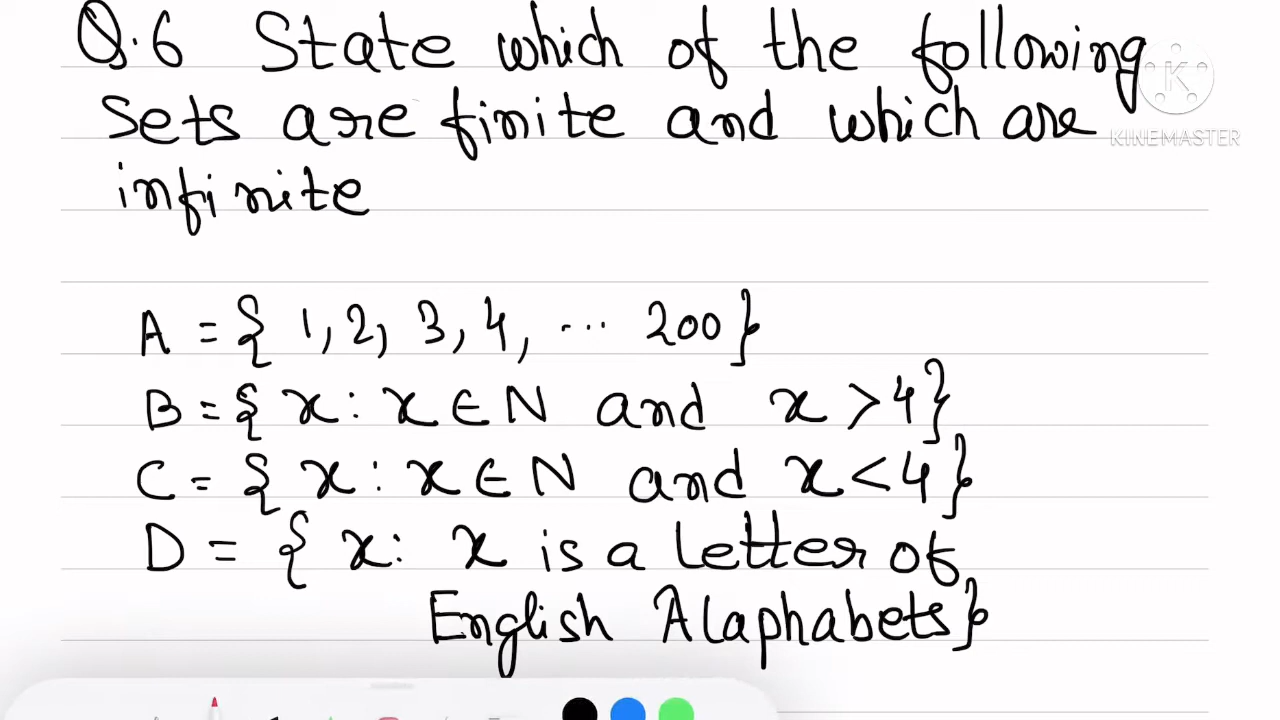 Q.6 State which of the following
sets are finite and which are
infinite
K
KINEMASTER
A = { 1, 2, 3, 4, ... 200}
B = { x : x ∈ N and x > 4}
C = { x : x ∈ N and x < 4}
D = { x : x is a letter of
English Alaphabets}